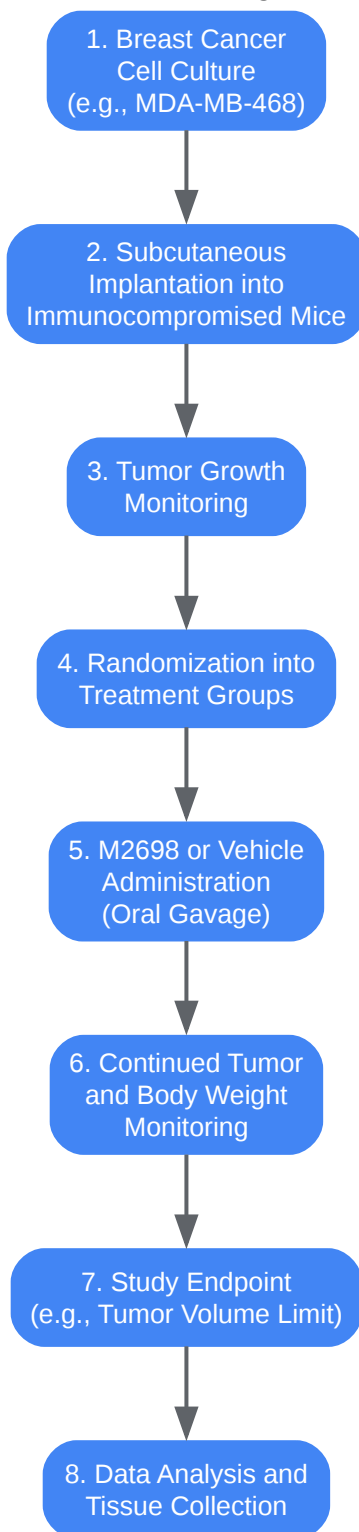 1. Breast Cancer
Cell Culture
(e.g., MDA-MB-468)
2. Subcutaneous
Implantation into
Immunocompromised Mice
3. Tumor Growth
Monitoring
4. Randomization into
Treatment Groups
5. M2698 or Vehicle
Administration
(Oral Gavage)
6. Continued Tumor
and Body Weight
Monitoring
7. Study Endpoint
(e.g., Tumor Volume Limit)
8. Data Analysis and
Tissue Collection